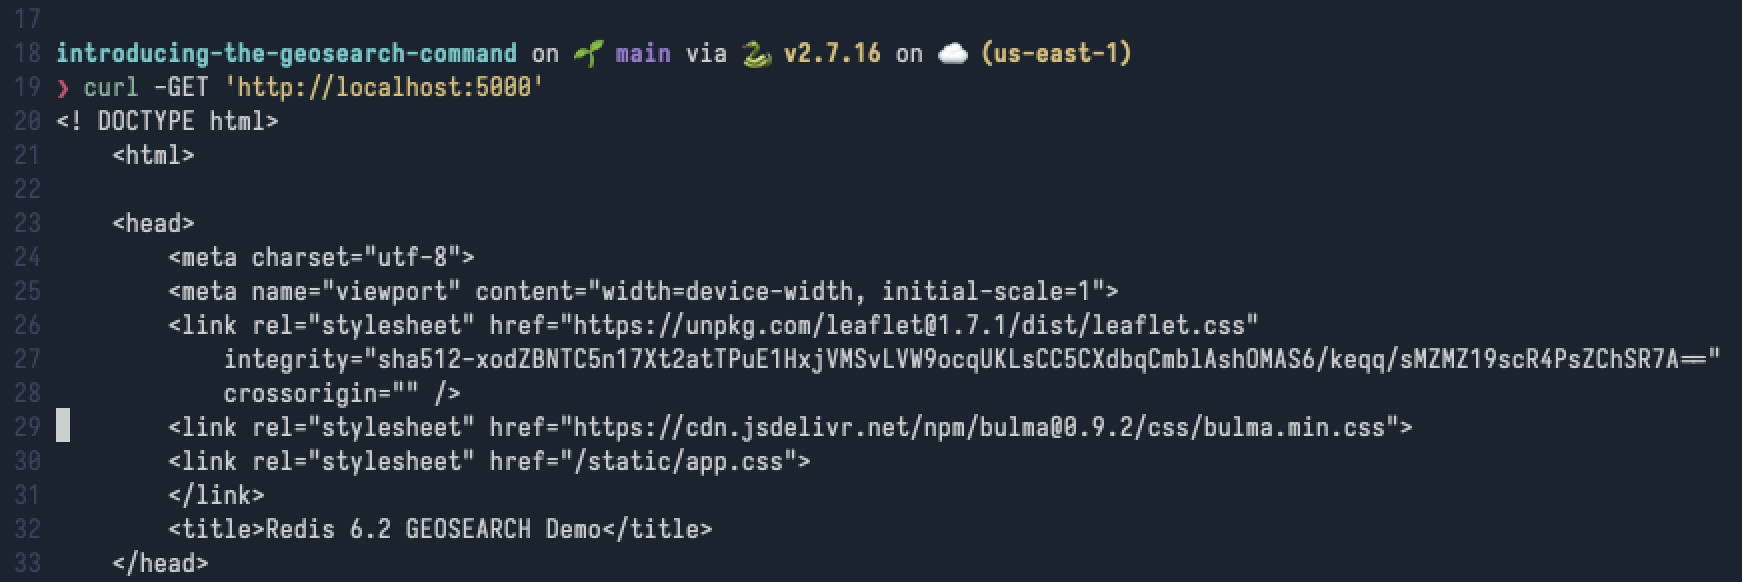 17
18 introducing-the-geosearch-command on 🌱 main via 🐍 v2.7.16 on ☁️ (us-east-1)
19 ❯ curl -GET 'http://localhost:5000'
20 <! DOCTYPE html>
21     <html>
22
23     <head>
24         <meta charset="utf-8">
25         <meta name="viewport" content="width=device-width, initial-scale=1">
26         <link rel="stylesheet" href="https://unpkg.com/leaflet@1.7.1/dist/leaflet.css"
27             integrity="sha512-xodZBNTC5n17Xt2atTPuE1HxjVMSvLVW9ocqUKLsCC5CXdbqCmblAshOMAS6/keqq/sMZMZ19scR4PsZChSR7A=="
28             crossorigin="" />
29         <link rel="stylesheet" href="https://cdn.jsdelivr.net/npm/bulma@0.9.2/css/bulma.min.css">
30         <link rel="stylesheet" href="/static/app.css">
31         </link>
32         <title>Redis 6.2 GEOSEARCH Demo</title>
33     </head>